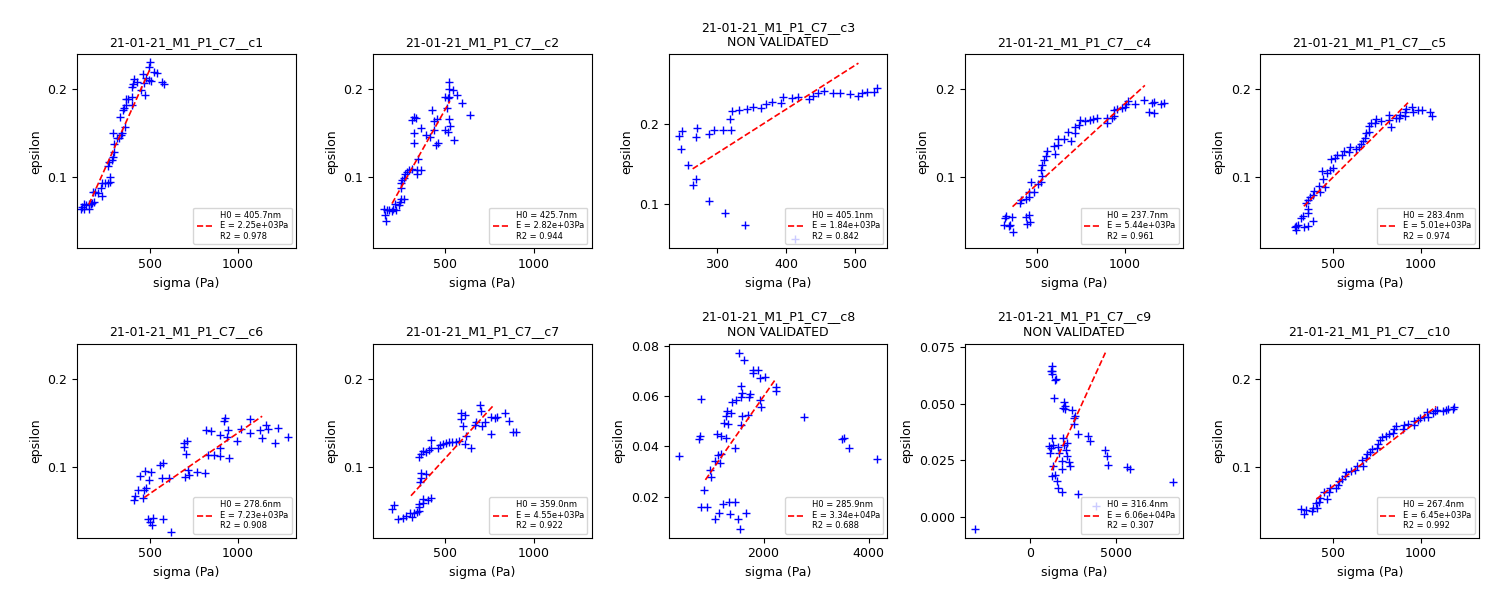 21-01-21_M1_P1_C7__c1
epsilon
0.2
0.1
500
1000
sigma (Pa)
H0 = 405.7nm
E = 2.25e+03Pa
R2 = 0.978
21-01-21_M1_P1_C7__c2
epsilon
0.2
0.1
500
1000
sigma (Pa)
H0 = 425.7nm
E = 2.82e+03Pa
R2 = 0.944
21-01-21_M1_P1_C7__c3
NON VALIDATED
epsilon
0.2
0.1
300
400
500
sigma (Pa)
H0 = 405.1nm
E = 1.84e+03Pa
R2 = 0.842
21-01-21_M1_P1_C7__c4
epsilon
0.2
0.1
500
1000
sigma (Pa)
H0 = 237.7nm
E = 5.44e+03Pa
R2 = 0.961
21-01-21_M1_P1_C7__c5
epsilon
0.2
0.1
500
1000
sigma (Pa)
H0 = 283.4nm
E = 5.01e+03Pa
R2 = 0.974
21-01-21_M1_P1_C7__c6
epsilon
0.2
0.1
500
1000
sigma (Pa)
H0 = 278.6nm
E = 7.23e+03Pa
R2 = 0.908
21-01-21_M1_P1_C7__c7
epsilon
0.2
0.1
500
1000
sigma (Pa)
H0 = 359.0nm
E = 4.55e+03Pa
R2 = 0.922
21-01-21_M1_P1_C7__c8
NON VALIDATED
epsilon
0.08
0.06
0.04
0.02
2000
4000
sigma (Pa)
H0 = 285.9nm
E = 3.34e+04Pa
R2 = 0.688
21-01-21_M1_P1_C7__c9
NON VALIDATED
epsilon
0.075
0.050
0.025
0.000
0
5000
sigma (Pa)
H0 = 316.4nm
E = 6.06e+04Pa
R2 = 0.307
21-01-21_M1_P1_C7__c10
epsilon
0.2
0.1
500
1000
sigma (Pa)
H0 = 267.4nm
E = 6.45e+03Pa
R2 = 0.992